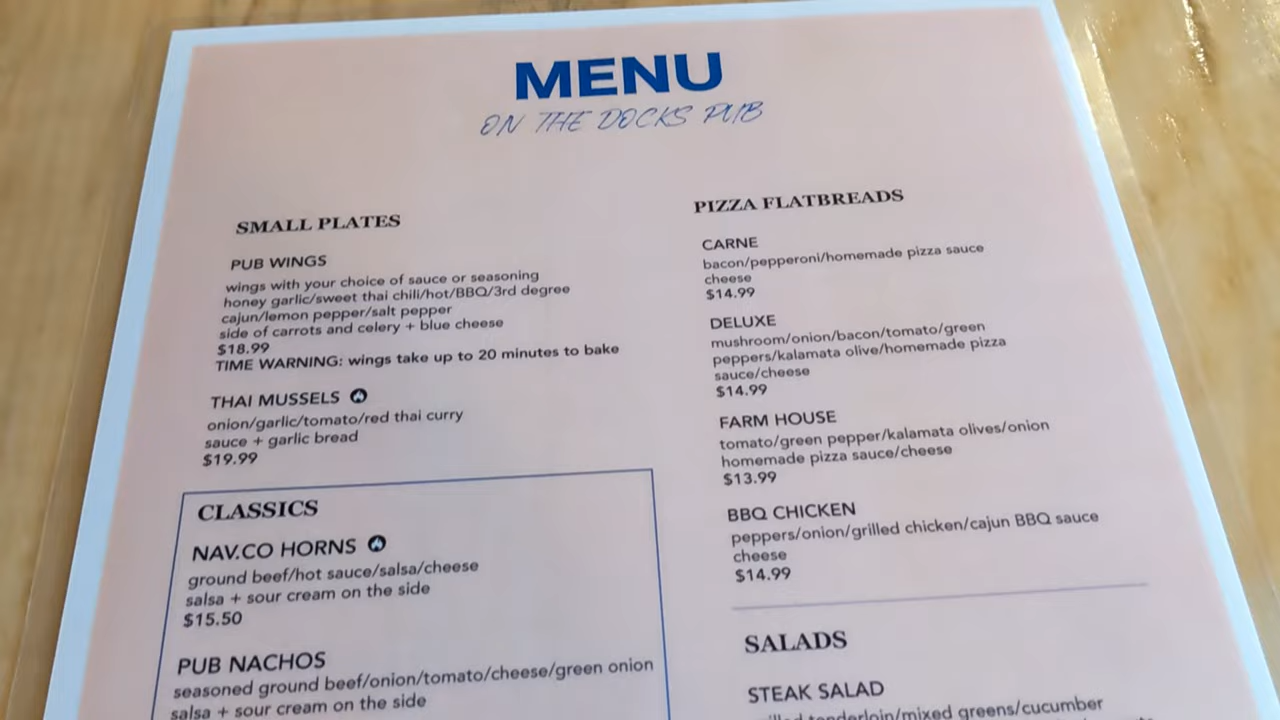 MENU
ON THE DOCKS PUB
SMALL PLATES
PUB WINGS
wings with your choice of sauce or seasoning
honey garlic/sweet thai chili/hot/BBQ/3rd degree
cajun/lemon pepper/salt pepper
side of carrots and celery + blue cheese
$18.99
TIME WARNING: wings take up to 20 minutes to bake
THAI MUSSELS
onion/garlic/tomato/red thai curry
sauce + garlic bread
$19.99
CLASSICS
NAV.CO HORNS
ground beef/hot sauce/salsa/cheese
salsa + sour cream on the side
$15.50
PUB NACHOS
seasoned ground beef/onion/tomato/cheese/green onion
salsa + sour cream on the side
PIZZA FLATBREADS
CARNE
bacon/pepperoni/homemade pizza sauce
cheese
$14.99
DELUXE
mushroom/onion/bacon/tomato/green
peppers/kalamata olive/homemade pizza
sauce/cheese
$14.99
FARM HOUSE
tomato/green pepper/kalamata olives/onion
homemade pizza sauce/cheese
$13.99
BBQ CHICKEN
peppers/onion/grilled chicken/cajun BBQ sauce
cheese
$14.99
SALADS
STEAK SALAD
tenderloin/mixed greens/cucumber